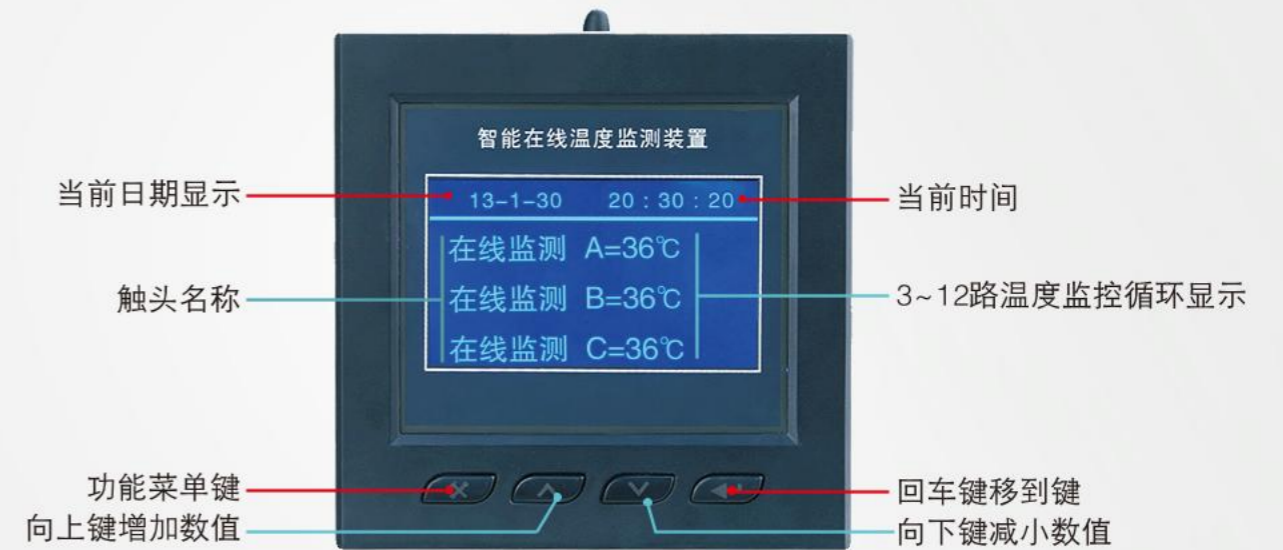 智能在线温度监测装置
当前日期显示
13-1-30 20:30:20
当前时间
在线监测 A=36℃
触头名称
在线监测 B=36℃
3~12路温度监控循环显示
在线监测 C=36℃
功能菜单键
回车键移到键
向上键增加数值
向下键减小数值